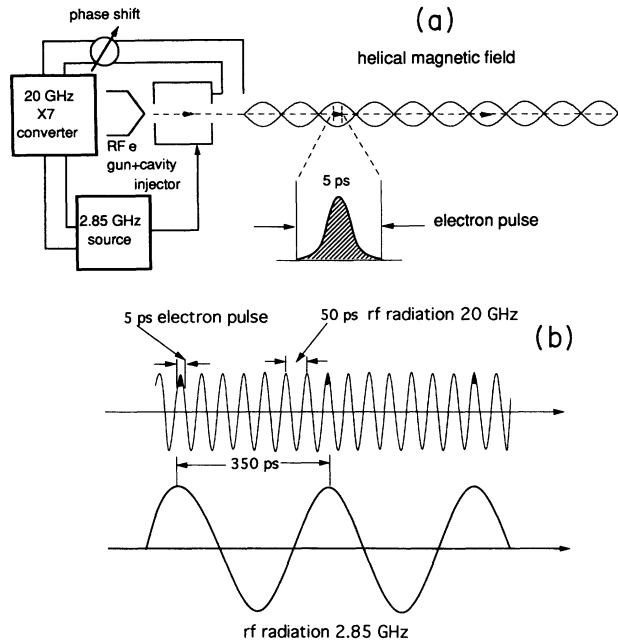 (a)
phase shift
helical magnetic field
20 GHz
X7
converter
RF e
gun+cavity
injector
2.85 GHz
source
5 ps
electron pulse
(b)
5 ps electron pulse
50 ps rf radiation 20 GHz
350 ps
rf radiation 2.85 GHz